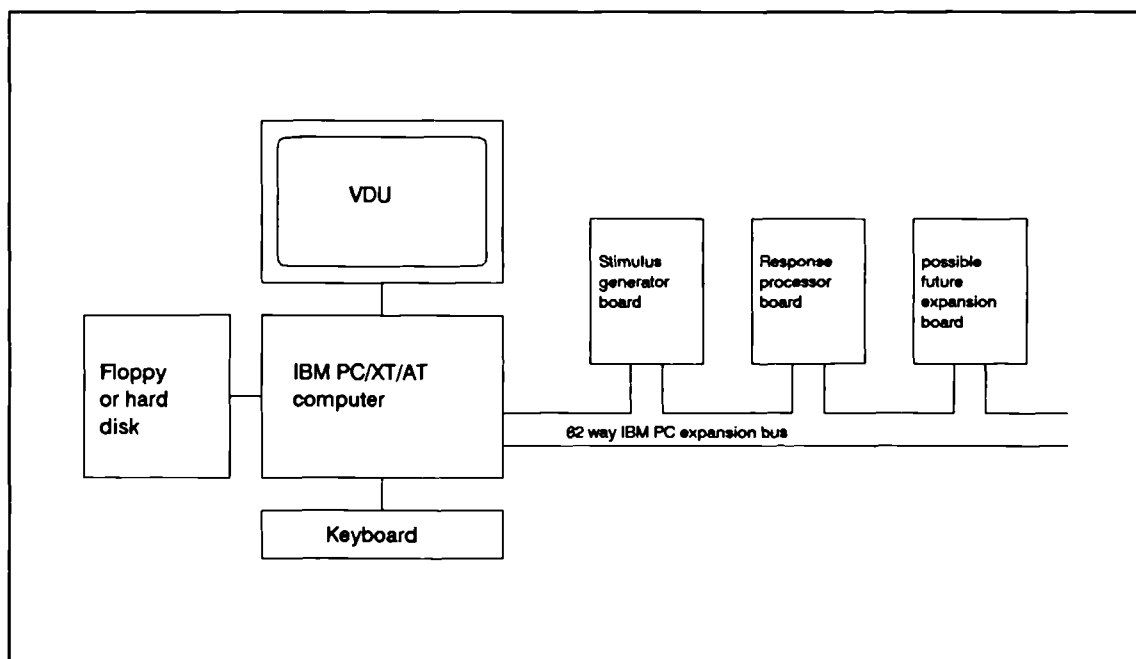 VDU
Stimulus
generator
board
Response
processor
board
possible
future
expansion
board
Floppy
or hard
disk
IBM PC/XT/AT
computer
62 way IBM PC expansion bus
Keyboard